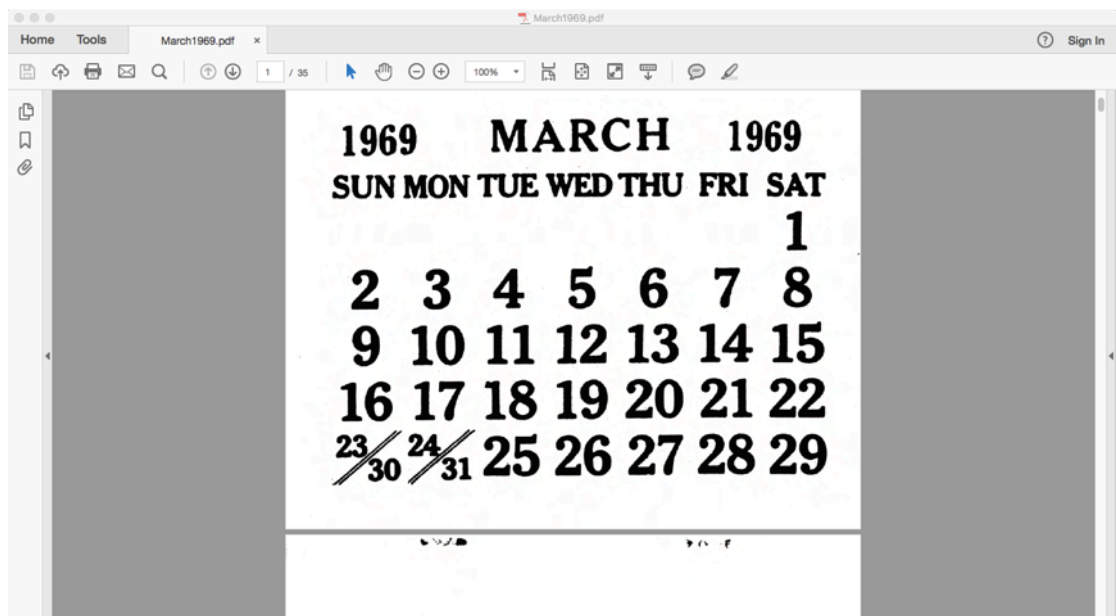 March1969.pdf
Home Tools March1969.pdf × ? Sign In
1 / 35 100%
1969 MARCH 1969
SUN MON TUE WED THU FRI SAT
1
2 3 4 5 6 7 8
9 10 11 12 13 14 15
16 17 18 19 20 21 22
23/30 24/31 25 26 27 28 29